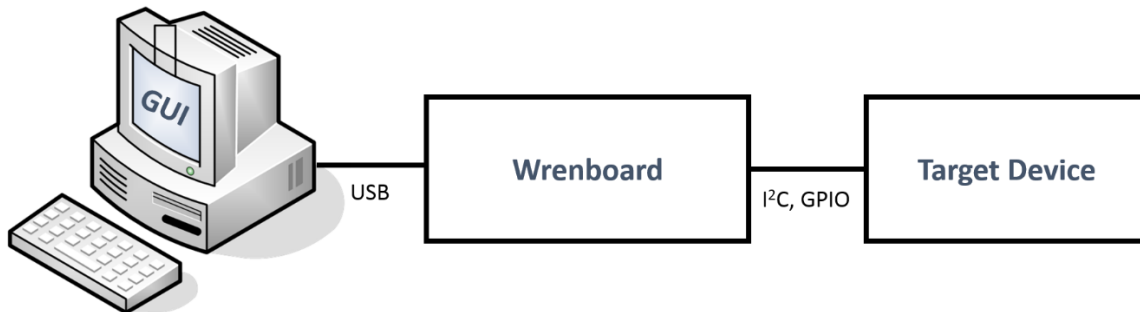 GUI
USB
Wrenboard
I²C, GPIO
Target Device